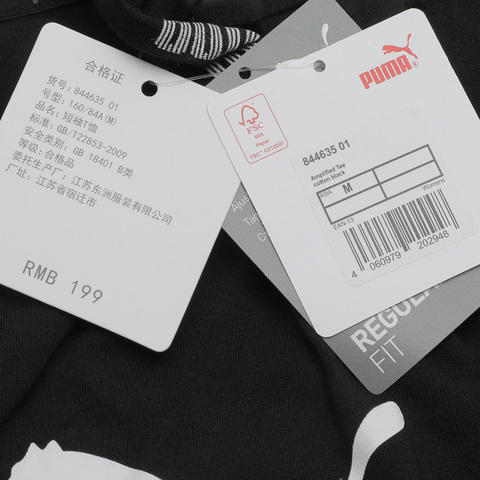 合格证
货号: 844635 01
号型: 160/84A(M)
品名: 短袖T恤
标准: GB/T22853-2009
安全类别: GB 18401 B类
等级: 合格品
委托生产厂: 江苏东洲服装有限公司
厂址: 江苏省宿迁市
RMB 199
FSC
MIX
Paper
FSC® C015007
PUMA®
844635 01
Amplified Tee
cotton black
ASIA M Womens
EAN-13
4 060979 202948
REGULAR
FIT